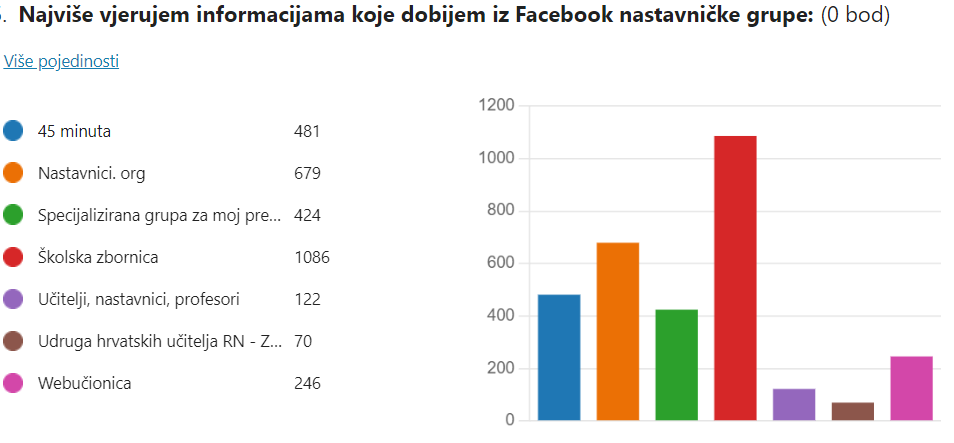 . Najviše vjerujem informacijama koje dobijem iz Facebook nastavničke grupe: (0 bod)
Više pojedinosti
45 minuta 481
Nastavnici. org 679
Specijalizirana grupa za moj pre... 424
Školska zbornica 1086
Učitelji, nastavnici, profesori 122
Udruga hrvatskih učitelja RN - Z... 70
Webučionica 246
1200
1000
800
600
400
200
0